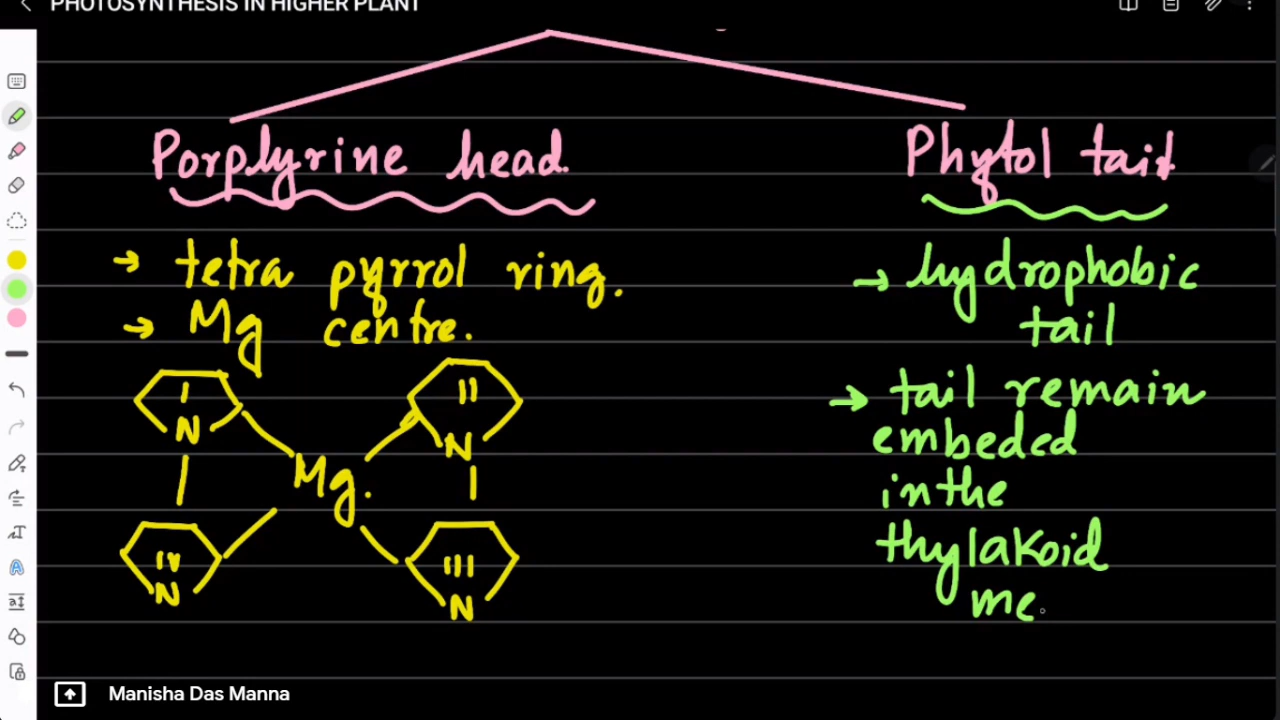 PHOTOSYNTHESIS IN HIGHER PLANT
Porplyrine head.
→ tetra pyrrol ring.
→ Mg centre.
I
N
II
N
Mg.
IV
N
III
N
Phytol tail
→ hydrophobic
tail
→ tail remain
embeded
in the
thylakoid
me
Manisha Das Manna